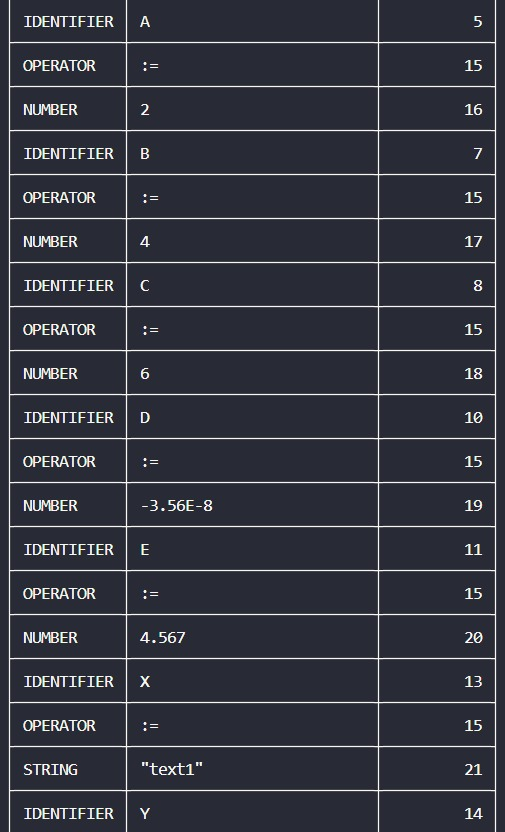 IDENTIFIER A 5
OPERATOR := 15
NUMBER 2 16
IDENTIFIER B 7
OPERATOR := 15
NUMBER 4 17
IDENTIFIER C 8
OPERATOR := 15
NUMBER 6 18
IDENTIFIER D 10
OPERATOR := 15
NUMBER -3.56E-8 19
IDENTIFIER E 11
OPERATOR := 15
NUMBER 4.567 20
IDENTIFIER X 13
OPERATOR := 15
STRING "text1" 21
IDENTIFIER Y 14